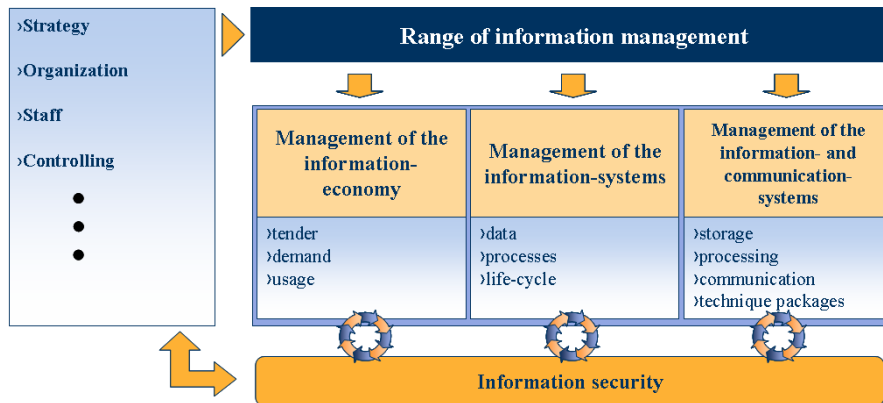 ›Strategy
›Organization
›Staff
›Controlling
Range of information management
Management of the
information-
economy
›tender
›demand
›usage
Management of the
information-systems
›data
›processes
›life-cycle
Management of the
information- and
communication-
systems
›storage
›processing
›communication
›technique packages
Information security